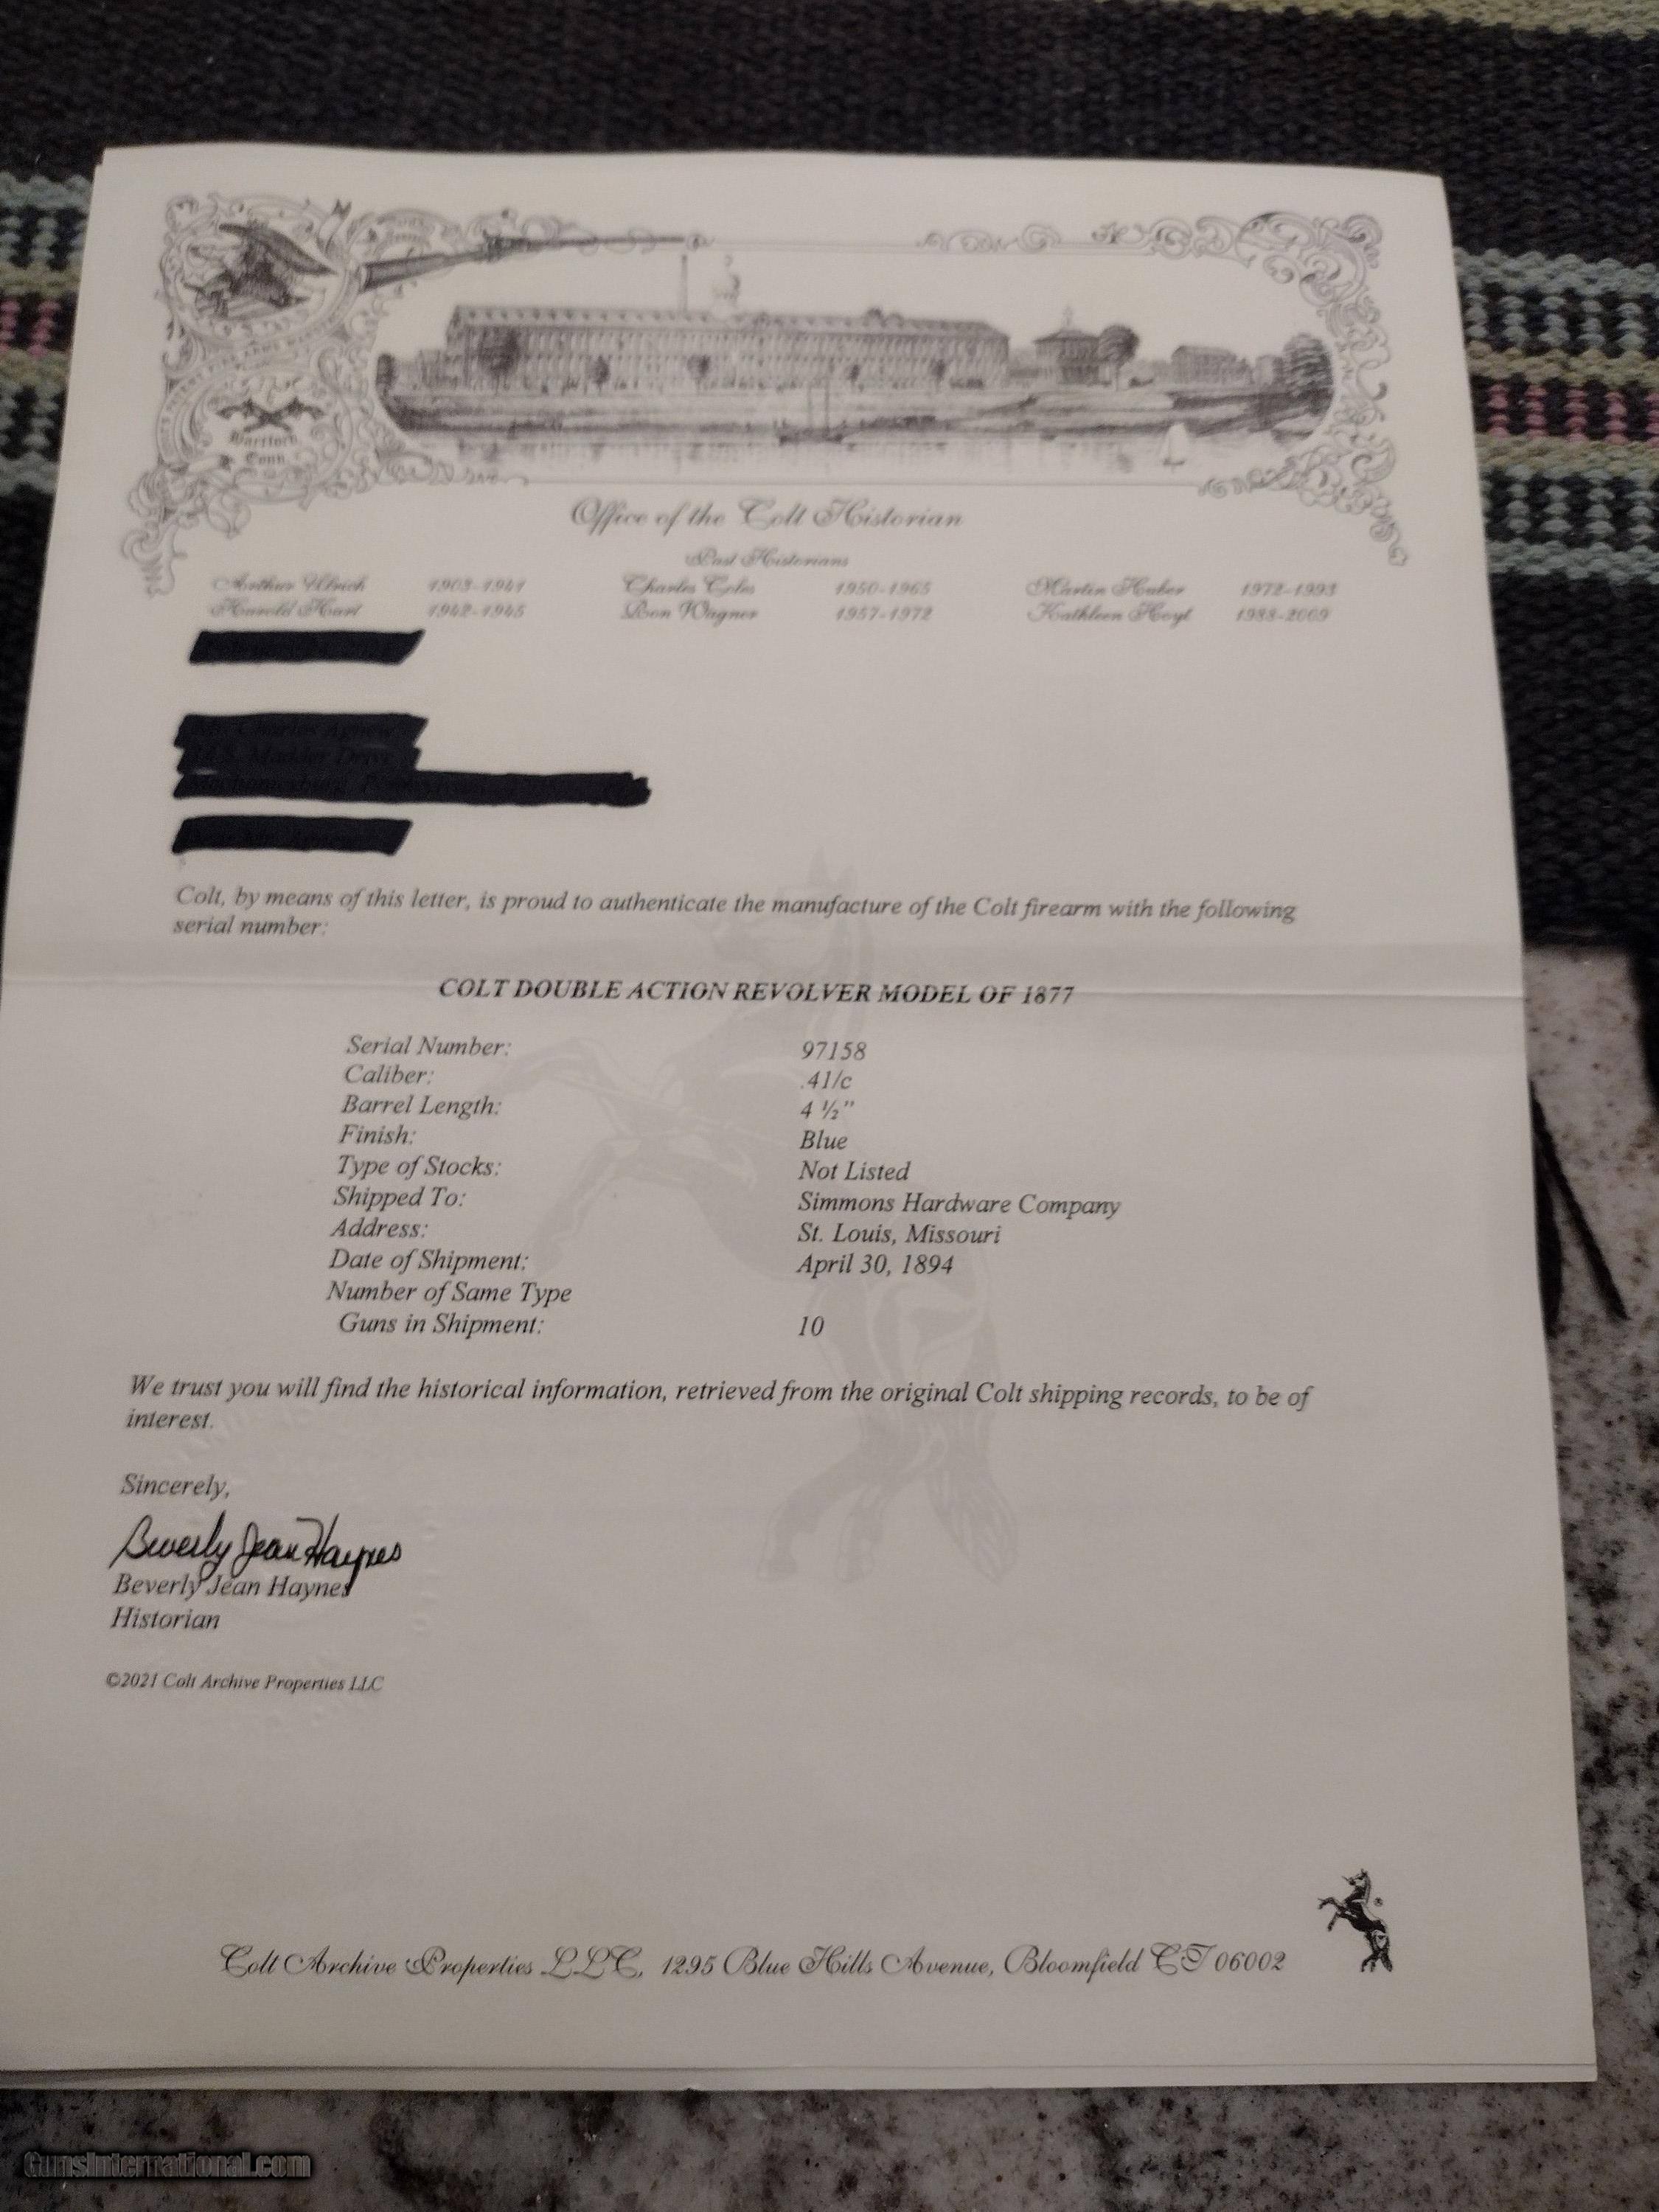 Hartford
Conn.
Office of the Colt Historian
Past Historians
Arthur Ulrich 1903-1941 Charles Coles 1950-1965 Martin Huber 1972-1993
Harold Hart 1942-1945 Ron Wagner 1957-1972 Kathleen Hoyt 1988-2009
Colt, by means of this letter, is proud to authenticate the manufacture of the Colt firearm with the following
serial number:
COLT DOUBLE ACTION REVOLVER MODEL OF 1877
Serial Number: 97158
Caliber: .41/c
Barrel Length: 4 ½”
Finish: Blue
Type of Stocks: Not Listed
Shipped To: Simmons Hardware Company
Address: St. Louis, Missouri
Date of Shipment: April 30, 1894
Number of Same Type
Guns in Shipment: 10
We trust you will find the historical information, retrieved from the original Colt shipping records, to be of
interest.
Sincerely,
Beverly Jean Haynes
Beverly Jean Haynes
Historian
©2021 Colt Archive Properties LLC
Colt Archive Properties LLC, 1295 Blue Hills Avenue, Bloomfield CT 06002
GunsInternational.com